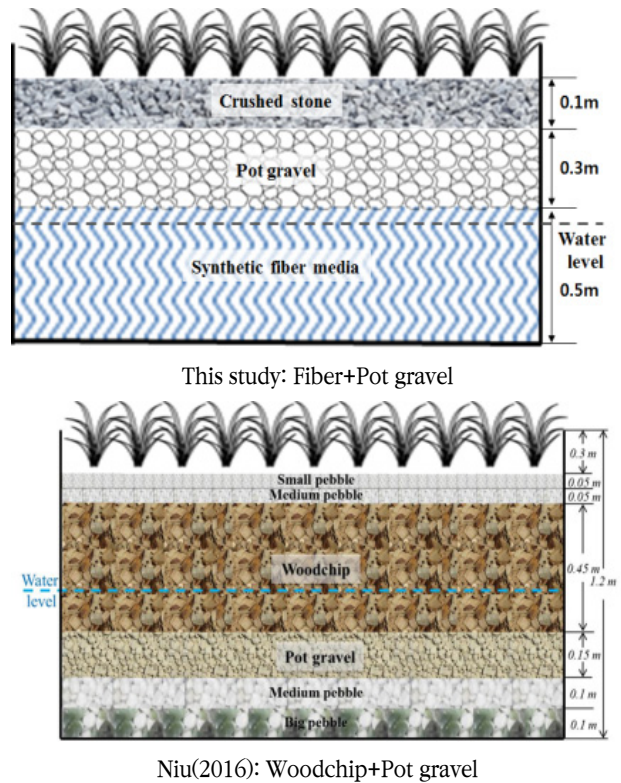 Crushed stone
0.1m
Pot gravel
0.3m
Water
level
Synthetic fiber media
0.5m
This study: Fiber+Pot gravel
0.3 m
Small pebble
0.05 m
Medium pebble
0.05 m
Woodchip
0.45 m
1.2 m
Water
level
Pot gravel
0.15 m
Medium pebble
0.1 m
Big pebble
0.1 m
Niu(2016): Woodchip+Pot gravel